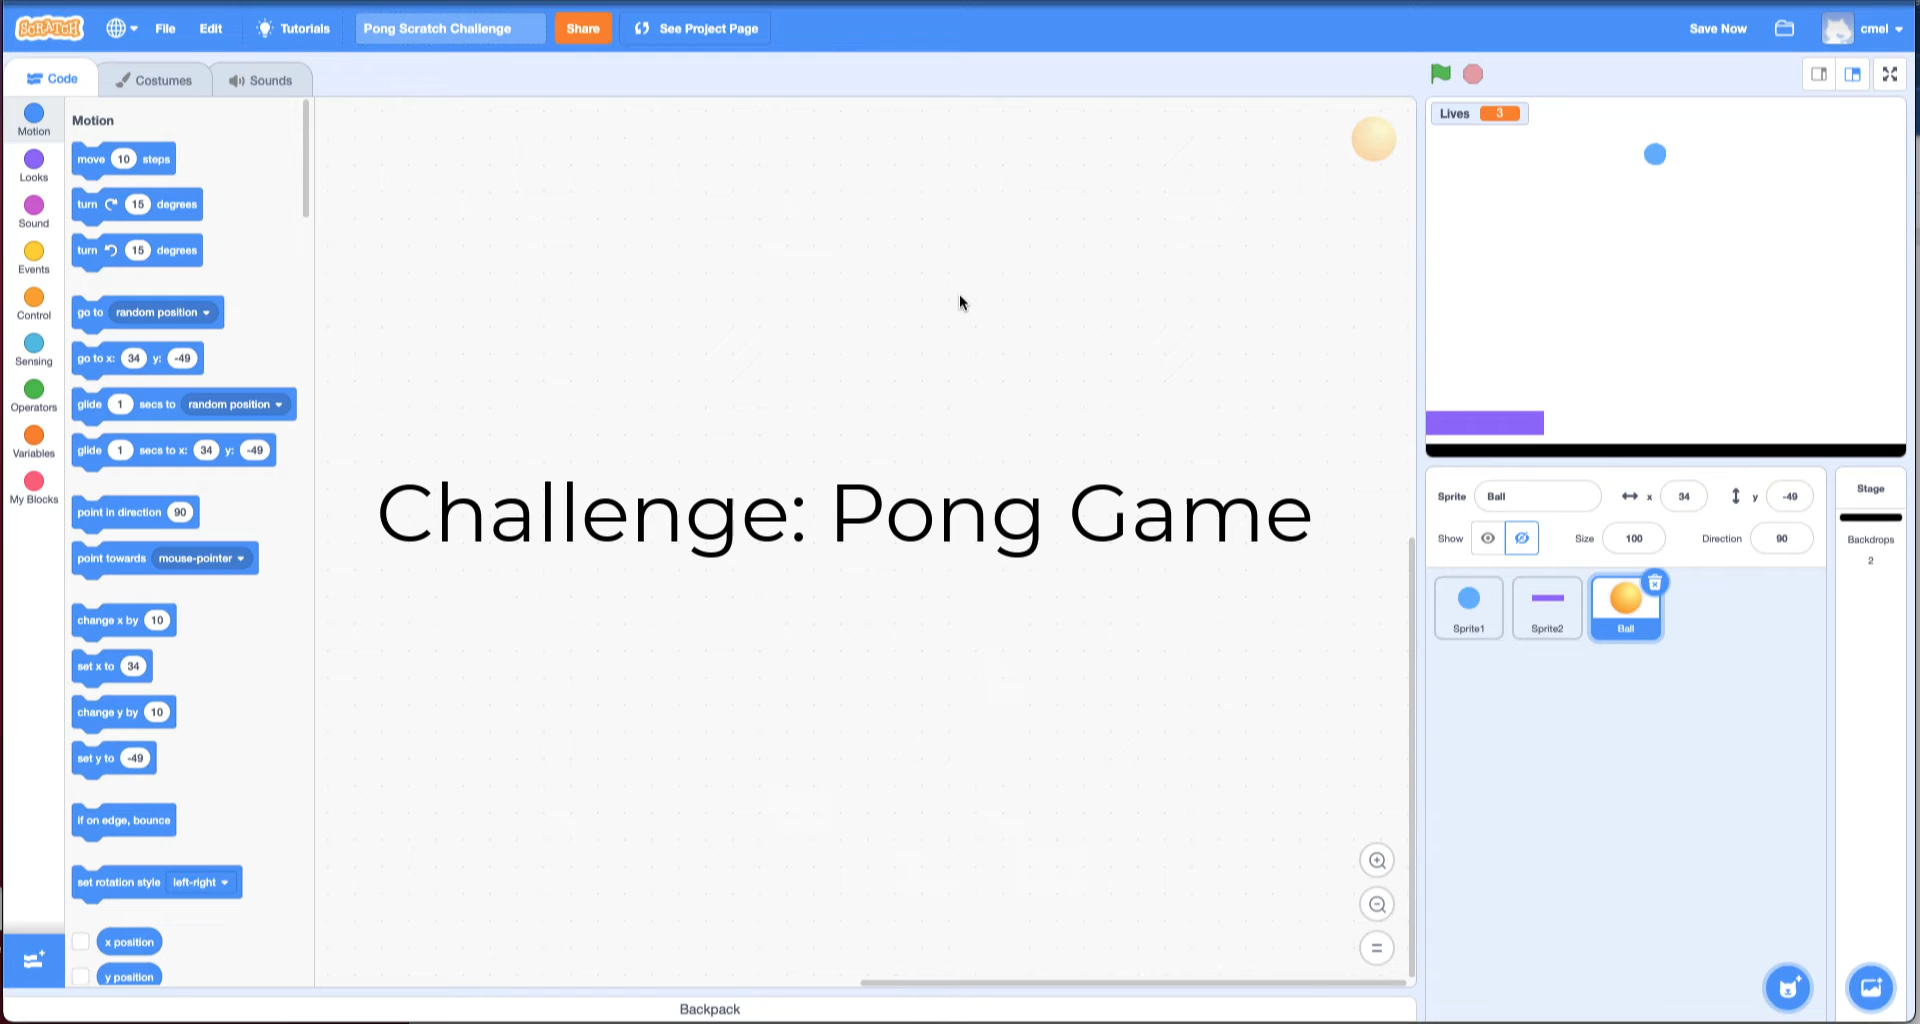 SCRATCH File Edit Tutorials Pong Scratch Challenge Share See Project Page Save Now cmel
Code Costumes Sounds
Motion
Looks
Sound
Events
Control
Sensing
Operators
Variables
My Blocks
Motion
move 10 steps
turn 15 degrees
turn 15 degrees
go to random position
go to x: 34 y: -49
glide 1 secs to random position
glide 1 secs to x: 34 y: -49
point in direction 90
point towards mouse-pointer
change x by 10
set x to 34
change y by 10
set y to -49
if on edge, bounce
set rotation style left-right
x position
y position
Challenge: Pong Game
Backpack
Lives 3
Sprite Ball x 34 y -49
Show Size 100 Direction 90
Sprite1 Sprite2 Ball
Stage
Backdrops
2